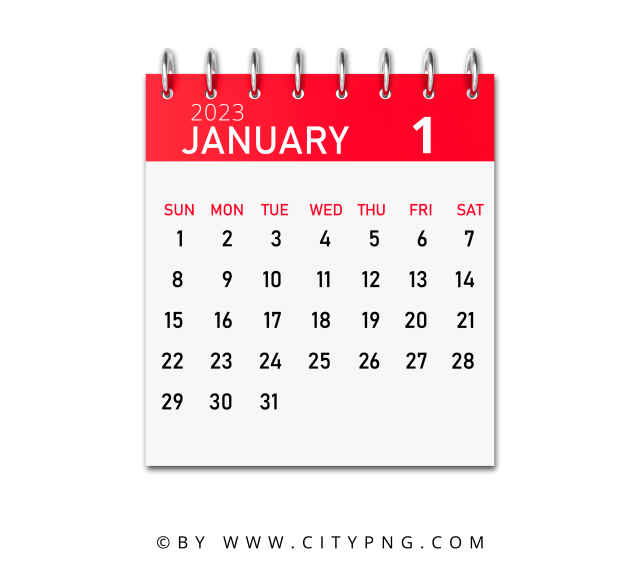 2023
JANUARY 1
SUN MON TUE WED THU FRI SAT
1 2 3 4 5 6 7
8 9 10 11 12 13 14
15 16 17 18 19 20 21
22 23 24 25 26 27 28
29 30 31
©BY WWW.CITYPNG.COM